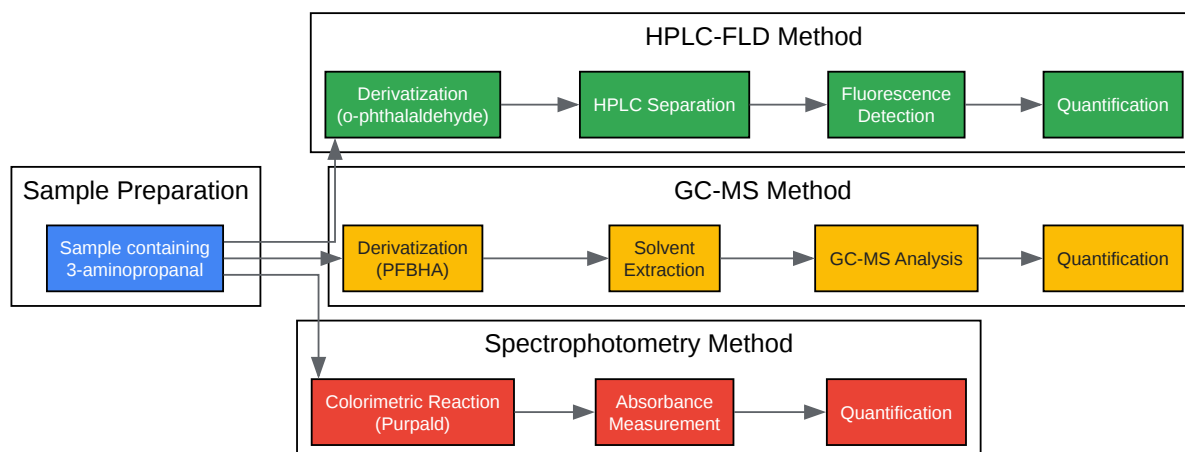 HPLC-FLD Method
Derivatization
(o-phthalaldehyde)
HPLC Separation
Fluorescence
Detection
Quantification
Sample Preparation
Sample containing
3-aminopropanal
GC-MS Method
Derivatization
(PFBHA)
Solvent
Extraction
GC-MS Analysis
Quantification
Spectrophotometry Method
Colorimetric Reaction
(Purpald)
Absorbance
Measurement
Quantification